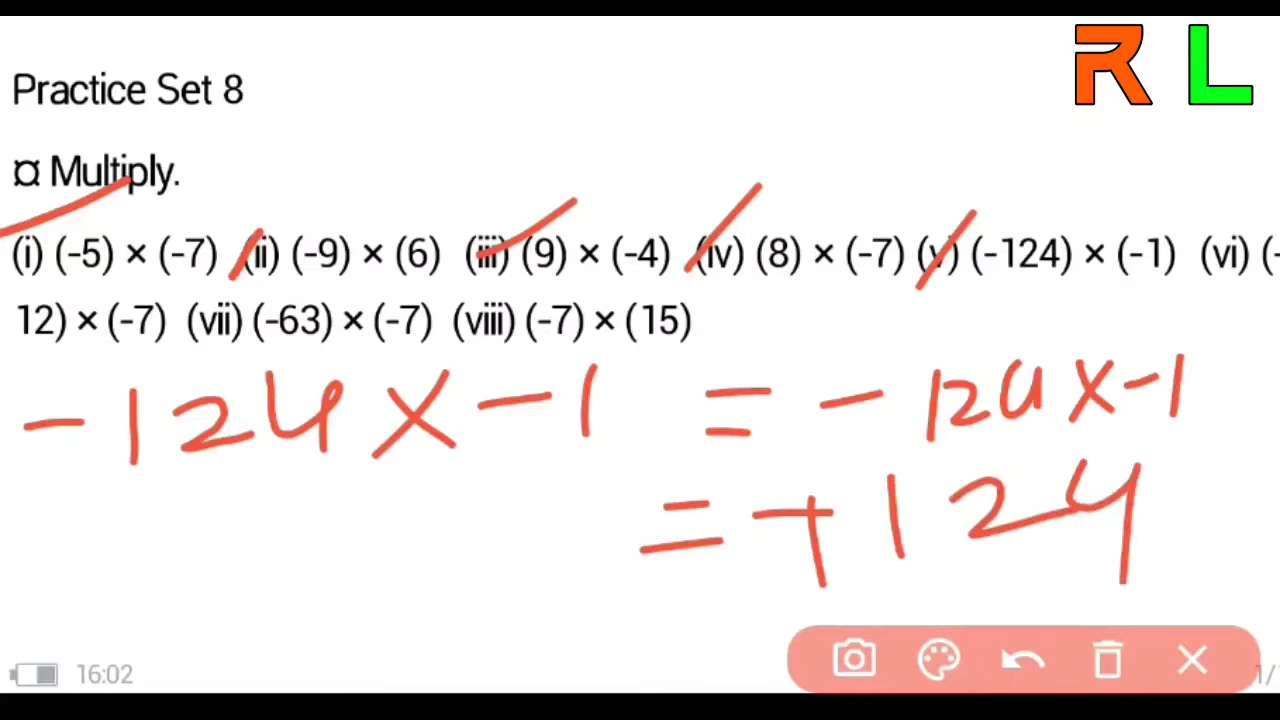 R L
Practice Set 8
¤ Multiply.
(i) (-5) × (-7) (ii) (-9) × (6) (iii) (9) × (-4) (iv) (8) × (-7) (v) (-124) × (-1) (vi) (-
12) × (-7) (vii) (-63) × (-7) (viii) (-7) × (15)
- 124 × -1 = - 124 × -1
= +124
16:02
1/